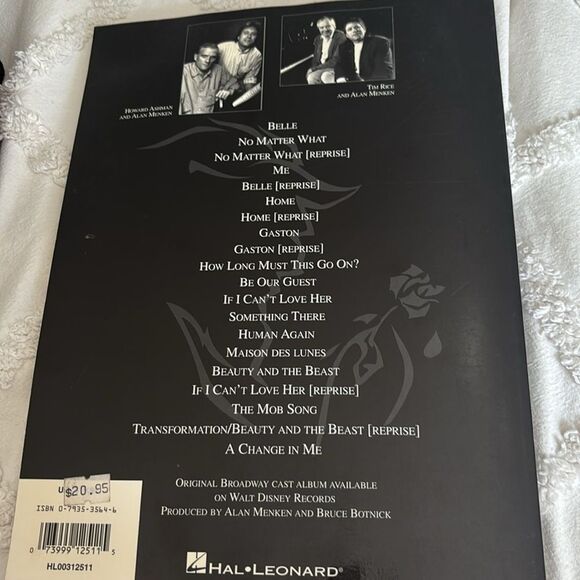 HOWARD ASHMAN
AND ALAN MENKEN
TIM RICE
AND ALAN MENKEN
BELLE
NO MATTER WHAT
NO MATTER WHAT [REPRISE]
ME
BELLE [REPRISE]
HOME
HOME [REPRISE]
GASTON
GASTON [REPRISE]
HOW LONG MUST THIS GO ON?
BE OUR GUEST
IF I CAN'T LOVE HER
SOMETHING THERE
HUMAN AGAIN
MAISON DES LUNES
BEAUTY AND THE BEAST
IF I CAN'T LOVE HER [REPRISE]
THE MOB SONG
TRANSFORMATION/BEAUTY AND THE BEAST [REPRISE]
A CHANGE IN ME
ORIGINAL BROADWAY CAST ALBUM AVAILABLE
ON WALT DISNEY RECORDS
PRODUCED BY ALAN MENKEN AND BRUCE BOTNICK
U
$20.95
ISBN 0-7935-3564-6
0 73999 12511 5
HL00312511
HAL•LEONARD®